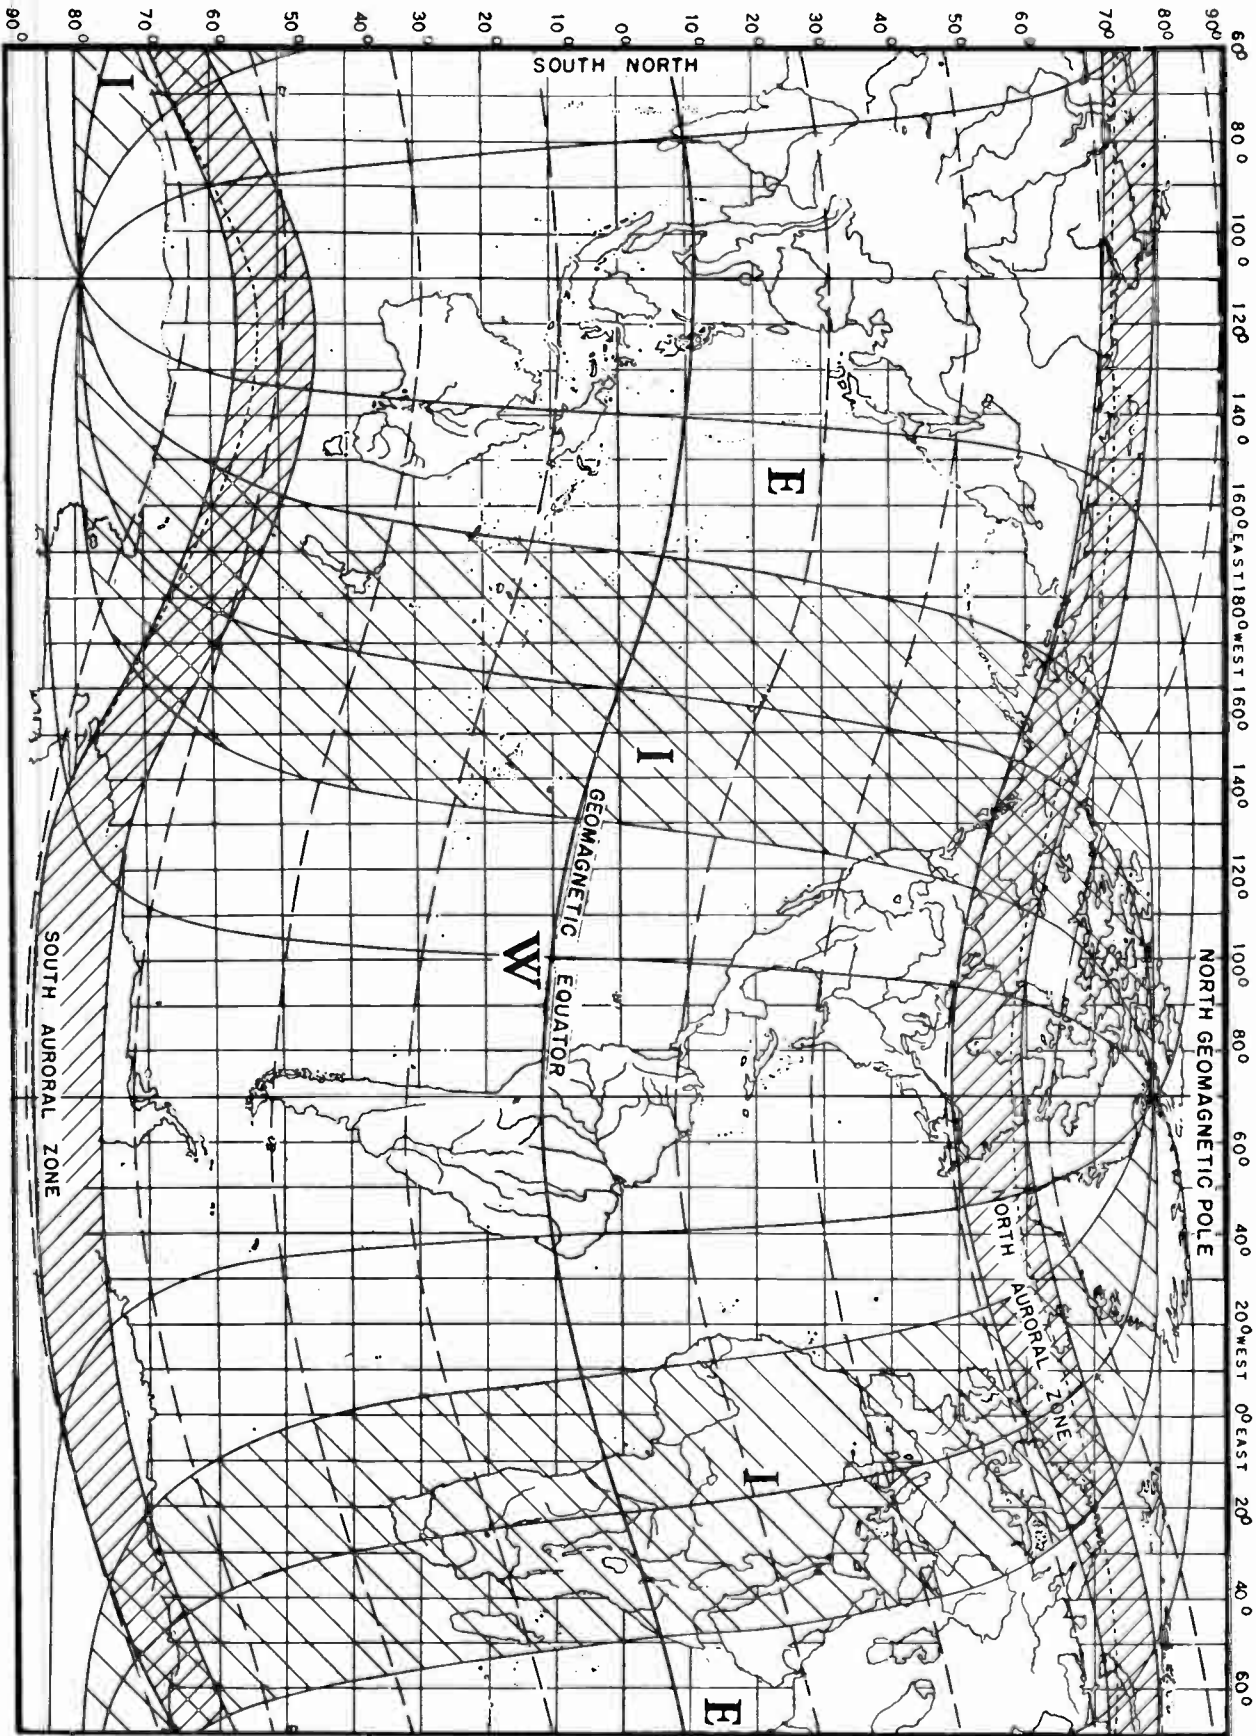 90° 80° 70° 60° 50° 40° 30° 20° 10° 0° 10° 20° 30° 40° 50° 60° 70° 80° 90°
SOUTH NORTH
60° 80° 100° 120° 140° 160° EAST 180° WEST 160° 140° 120° 100° 80° 60° 40° 20° WEST 0° EAST 20° 40° 60°
I
E
I
GEOMAGNETIC EQUATOR
W
NORTH GEOMAGNETIC POLE
SOUTH AURORAL ZONE
ORTH AURORAL ZONE
I
E